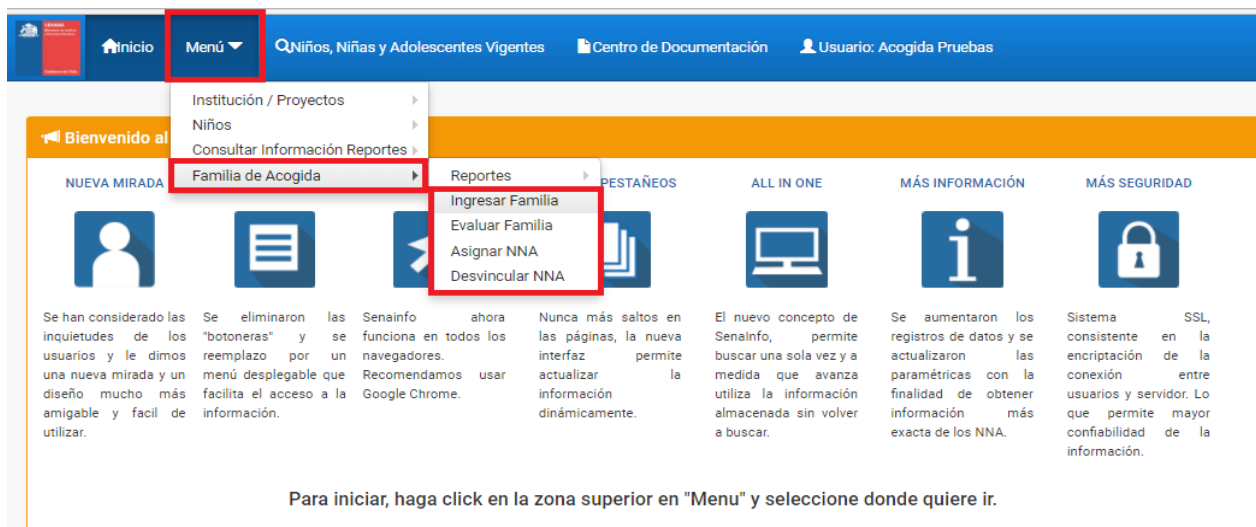 Inicio
Menú
Niños, Niñas y Adolescentes Vigentes
Centro de Documentación
Usuario: Acogida Pruebas
Institución / Proyectos
Niños
Consultar Información Reportes
Familia de Acogida
Reportes
Ingresar Familia
Evaluar Familia
Asignar NNA
Desvincular NNA
Bienvenido al
NUEVA MIRADA
Se han considerado las
inquietudes de los
usuarios y le dimos
una nueva mirada y un
diseño mucho más
amigable y facil de
utilizar.
Se eliminaron las
"botoneras" y se
reemplazo por un
menú desplegable que
facilita el acceso a la
información.
Senainfo ahora
funciona en todos los
navegadores.
Recomendamos usar
Google Chrome.
PESTAÑEOS
Nunca más saltos en
las páginas, la nueva
interfaz permite
actualizar la
información
dinámicamente.
ALL IN ONE
El nuevo concepto de
SenaInfo, permite
buscar una sola vez y a
medida que avanza
utiliza la información
almacenada sin volver
a buscar.
MÁS INFORMACIÓN
Se aumentaron los
registros de datos y se
actualizaron las
paramétricas con la
finalidad de obtener
información más
exacta de los NNA.
MÁS SEGURIDAD
Sistema SSL,
consistente en la
encriptación de la
conexión entre
usuarios y servidor. Lo
que permite mayor
confiabilidad de la
información.
Para iniciar, haga click en la zona superior en "Menu" y seleccione donde quiere ir.